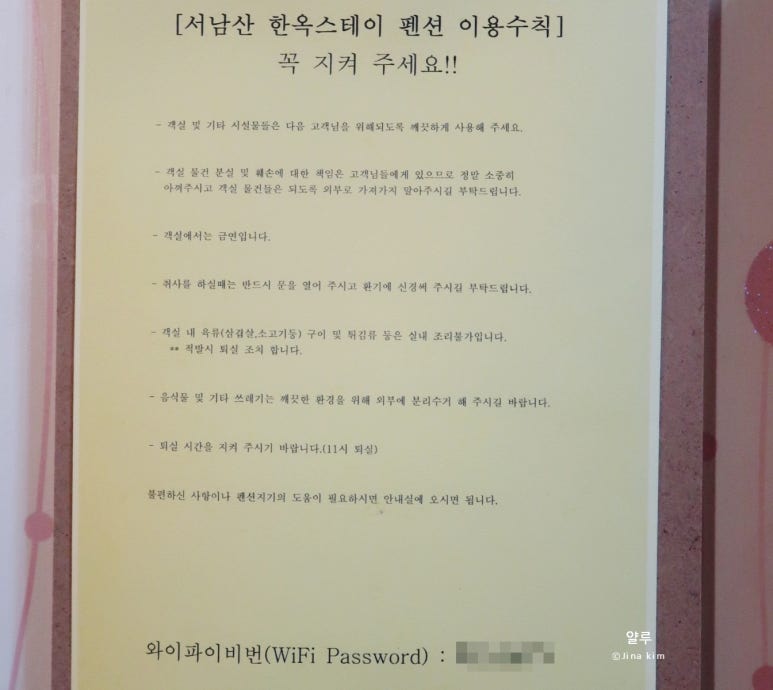 [서남산 한옥스테이 펜션 이용수칙]
꼭 지켜 주세요!!
- 객실 및 기타 시설물들은 다음 고객님을 위해되도록 깨끗하게 사용해 주세요.
- 객실 물건 분실 및 훼손에 대한 책임은 고객님들에게 있으므로 정말 소중히
아껴주시고 객실 물건들은 되도록 외부로 가져가지 말아주시길 부탁드립니다.
- 객실에서는 금연입니다.
- 취사를 하실때는 반드시 문을 열어 주시고 환기에 신경써 주시길 부탁드립니다.
- 객실 내 육류(삼겹살,소고기등) 구이 및 튀김류 등은 실내 조리불가입니다.
** 적발시 퇴실 조치 합니다.
- 음식물 및 기타 쓰레기는 깨끗한 환경을 위해 외부에 분리수거 해 주시길 바랍니다.
- 퇴실 시간을 지켜 주시기 바랍니다.(11시 퇴실)
불편하신 사항이나 펜션지기의 도움이 필요하시면 안내실에 오시면 됩니다.
와이파이비번(WiFi Password) :
얄루
©Jina kim